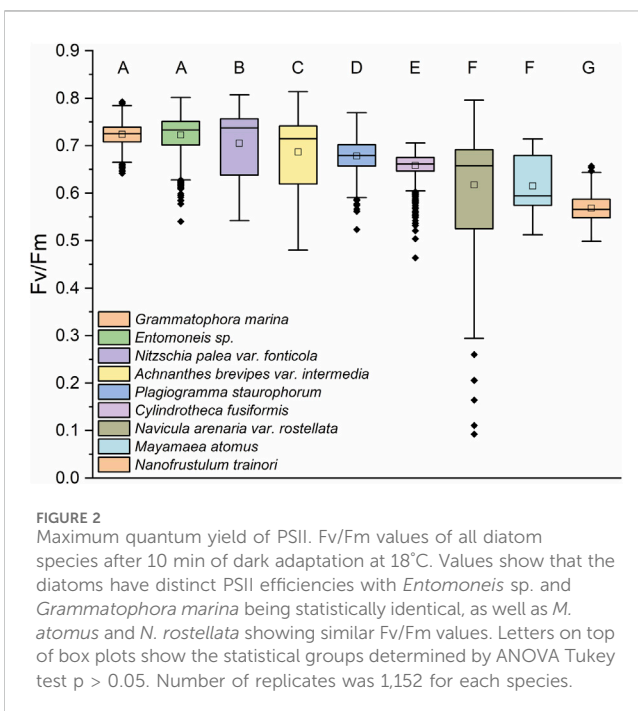 A A B C D E F F G
0.9
0.8
0.7
0.6
0.5
0.4
0.3
0.2
0.1
0.0
Fv/Fm
Grammatophora marina
Entomoneis sp.
Nitzschia palea var. fonticola
Achnanthes brevipes var. intermedia
Plagiogramma staurophorum
Cylindrotheca fusiformis
Navicula arenaria var. rostellata
Mayamaea atomus
Nanofrustulum trainori
FIGURE 2
Maximum quantum yield of PSII. Fv/Fm values of all diatom
species after 10 min of dark adaptation at 18°C. Values show that the
diatoms have distinct PSII efficiencies with Entomoneis sp. and
Grammatophora marina being statistically identical, as well as M.
atomus and N. rostellata showing similar Fv/Fm values. Letters on top
of box plots show the statistical groups determined by ANOVA Tukey
test p > 0.05. Number of replicates was 1,152 for each species.